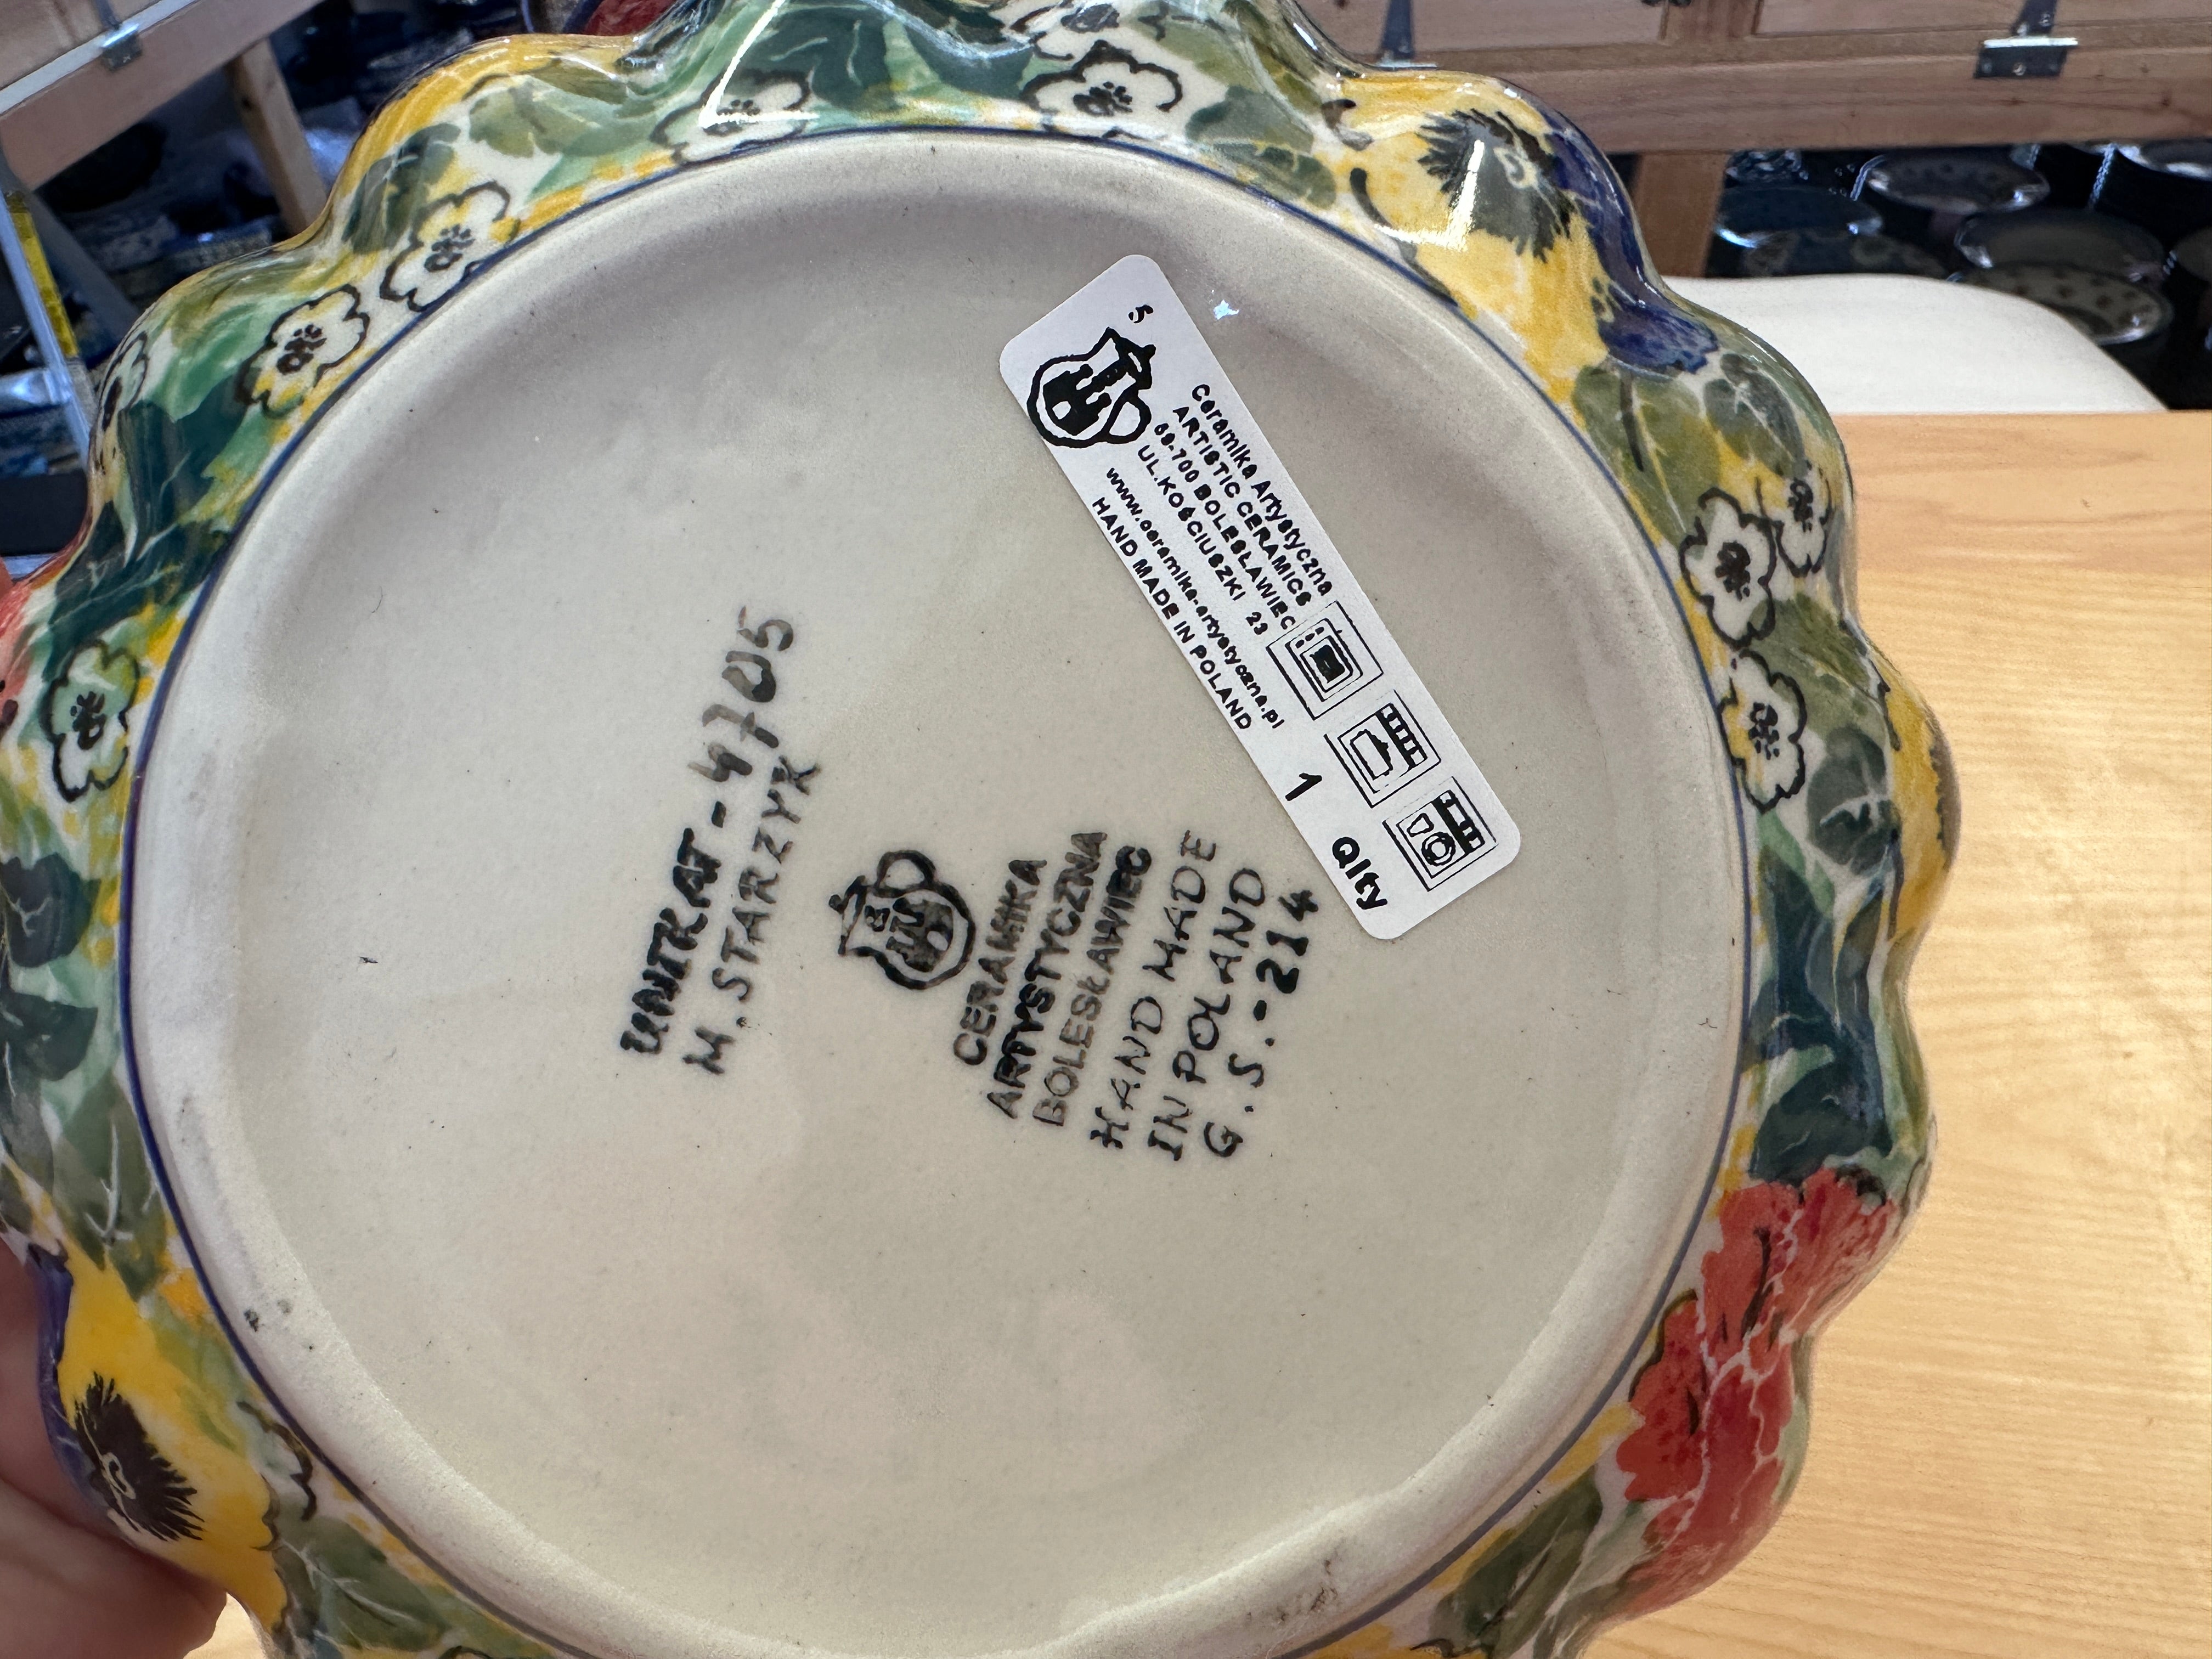 UNIKAT-4705
M.STARZYK
CERAMIKA
ARTYSTYCZNA
BOLESŁAWIEC
HAND MADE
IN POLAND
G.S.-214
5
Ceramika Artystyczna
ARTISTIC CERAMICS
59-700 BOLESŁAWIEC
UL.KOŚCIUSZKI 23
www.ceramika-artystyczna.pl
HAND MADE IN POLAND
1 Qlty